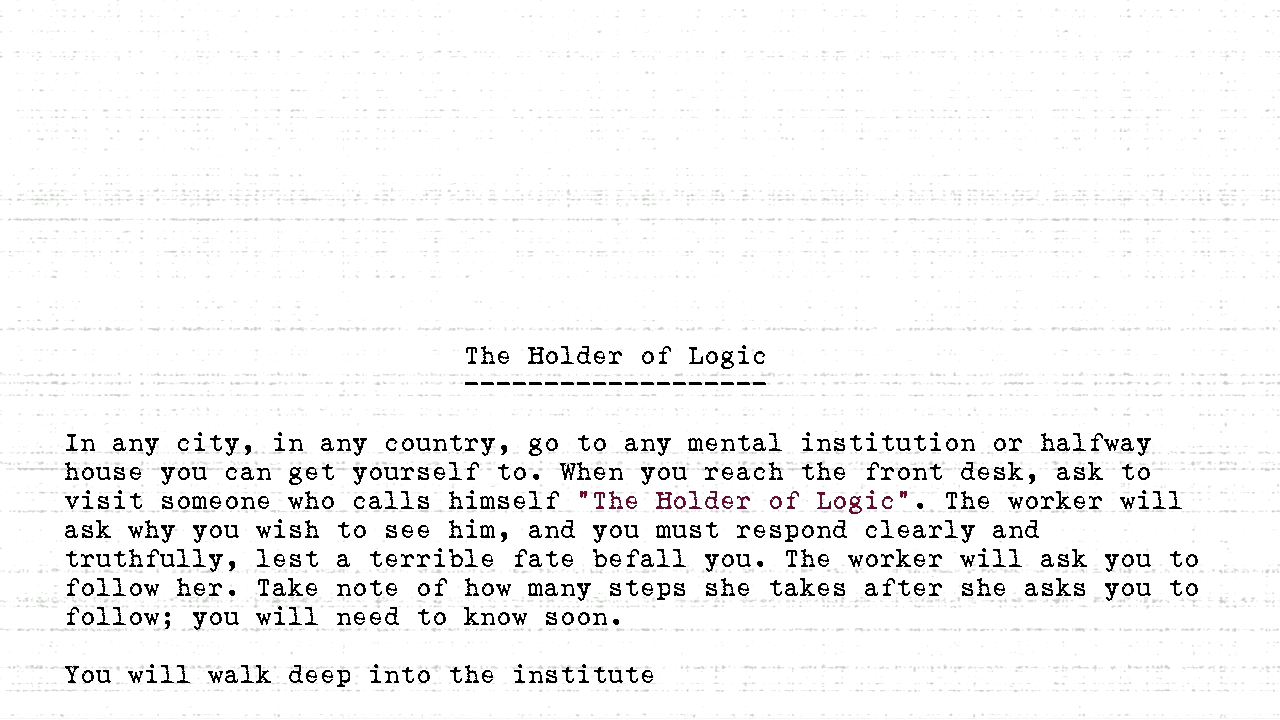 The Holder of Logic
-------------------
In any city, in any country, go to any mental institution or halfway
house you can get yourself to. When you reach the front desk, ask to
visit someone who calls himself "The Holder of Logic". The worker will
ask why you wish to see him, and you must respond clearly and
truthfully, lest a terrible fate befall you. The worker will ask you to
follow her. Take note of how many steps she takes after she asks you to
follow; you will need to know soon.
You will walk deep into the institute